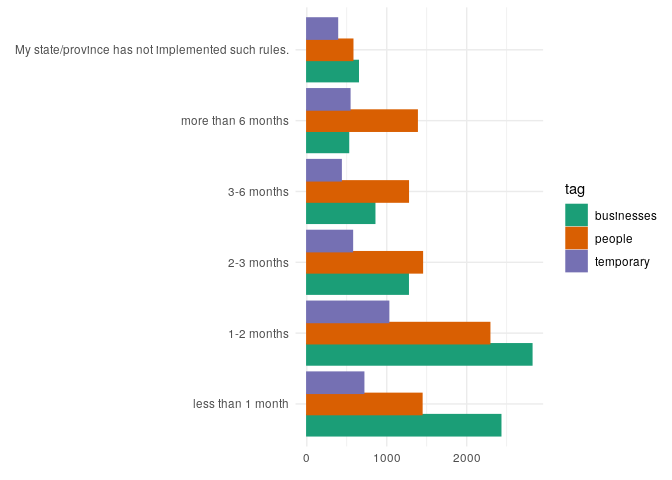 My state/province has not implemented such rules.
more than 6 months
3-6 months
2-3 months
1-2 months
less than 1 month
0 1000 2000
tag
businesses
people
temporary